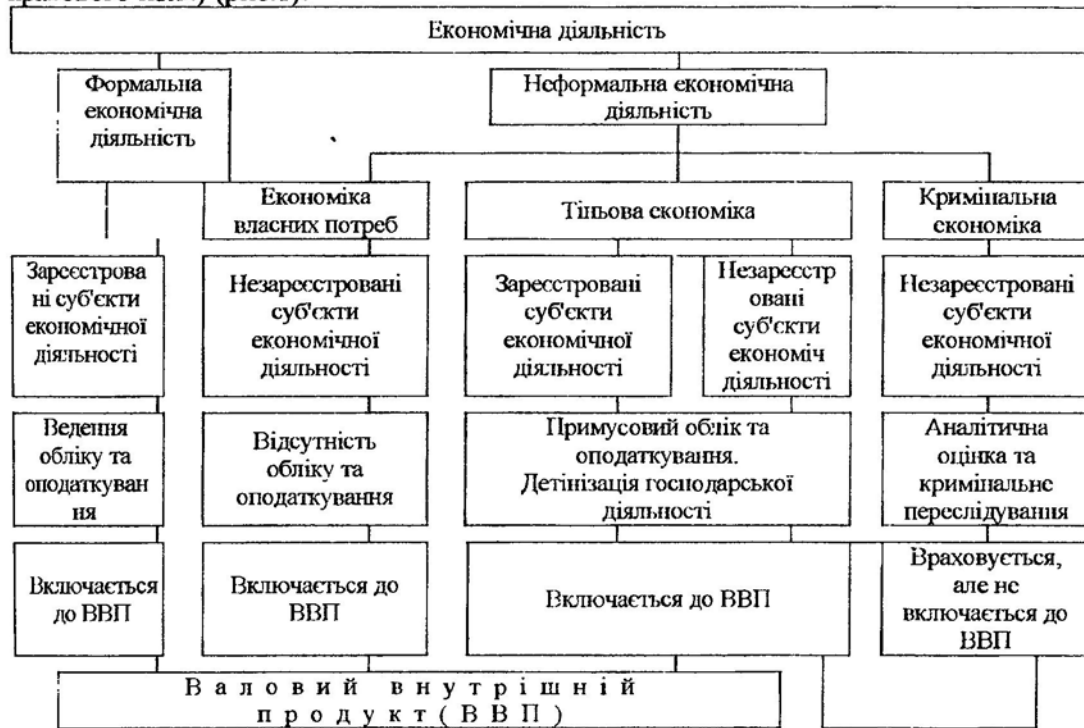 Економічна діяльність
Формальна
економічна
діяльність
Неформальна економічна
діяльність
Економіка
власних потреб
Тіньова економіка
Кримінальна
економіка
Зареєстрова
ні суб'єкти
економічної
діяльності
Незареєстровані
суб'єкти
економічної
діяльності
Зареєстровані
суб'єкти
економічної
діяльності
Незареєстр
овані
суб'єкти
економіч
діяльності
Незареєстровані
суб'єкти
економічної
діяльності
Ведення
обліку та
оподаткуван
ня
Відсутність
обліку та
оподаткування
Примусовий облік та
оподаткування.
Детінізація господарської
діяльності
Аналітична
оцінка та
кримінальне
переслідування
Включається
до ВВП
Включається до
ВВП
Включається до ВВП
Враховується,
але не
включається до
ВВП
Валовий внутрішній
продукт(ВВП)